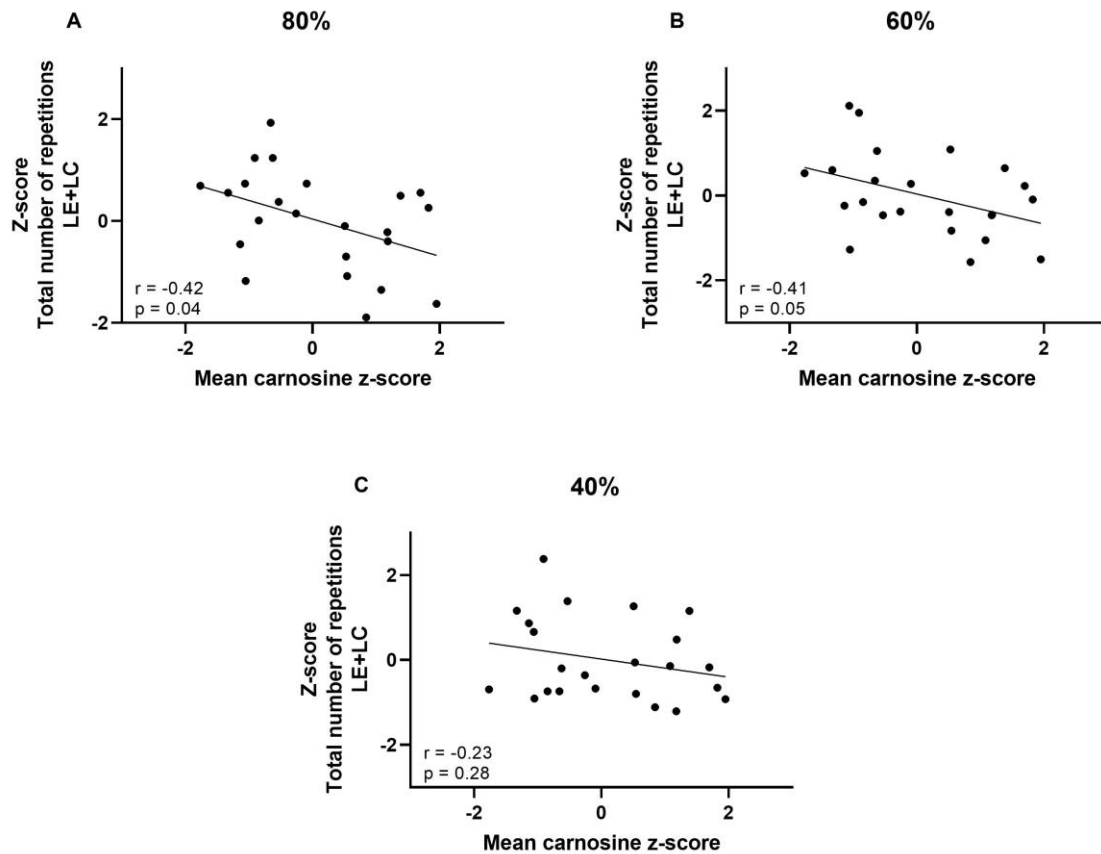 A
80%
Z-score
Total number of repetitions
LE+LC
2
0
-2
r = -0.42
p = 0.04
-2 0 2
Mean carnosine z-score
B
60%
Z-score
Total number of repetitions
LE+LC
2
0
-2
r = -0.41
p = 0.05
-2 0 2
Mean carnosine z-score
C
40%
Z-score
Total number of repetitions
LE+LC
2
0
-2
r = -0.23
p = 0.28
-2 0 2
Mean carnosine z-score